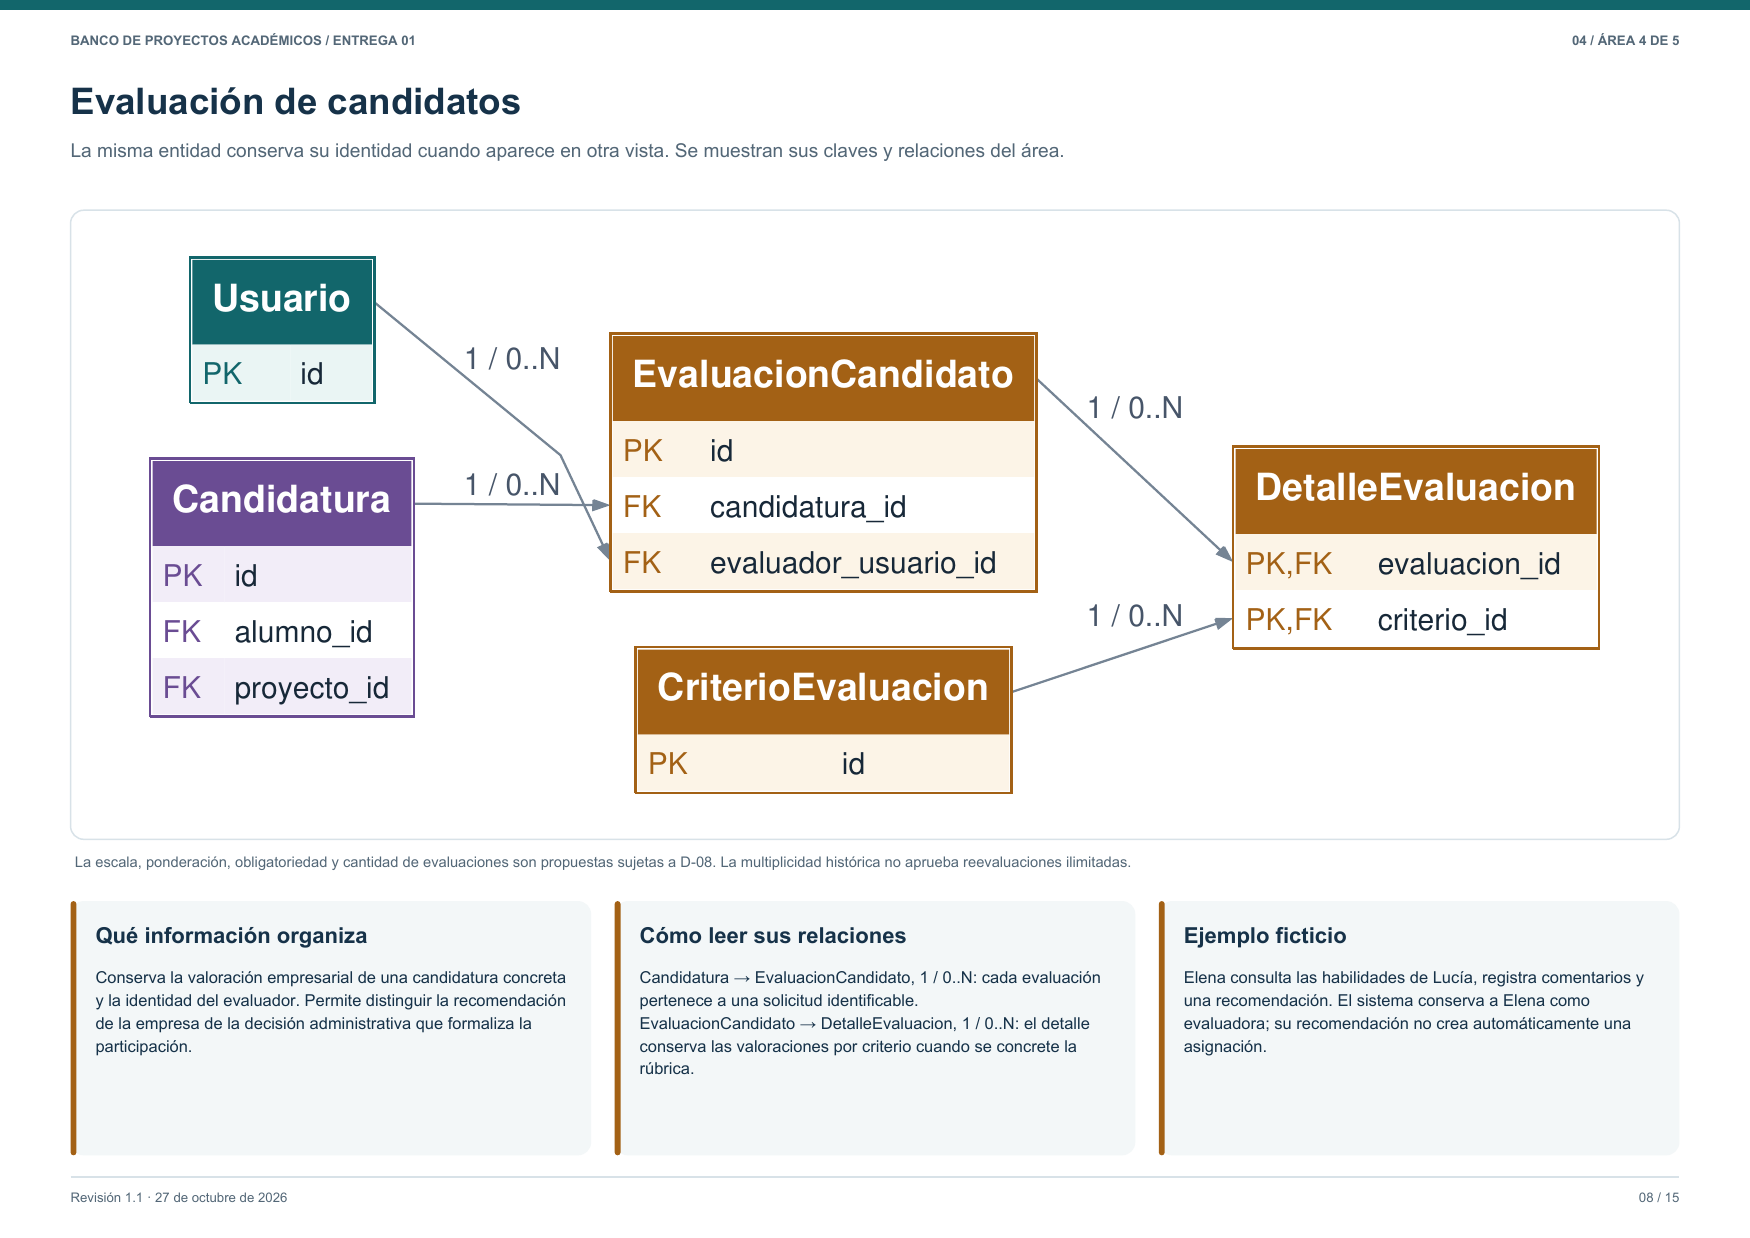 BANCO DE PROYECTOS ACADÉMICOS / ENTREGA 01
04 / ÁREA 4 DE 5
Evaluación de candidatos
La misma entidad conserva su identidad cuando aparece en otra vista. Se muestran sus claves y relaciones del área.
Usuario
PK id
1 / 0..N
Candidatura
PK id
FK alumno_id
FK proyecto_id
1 / 0..N
EvaluacionCandidato
PK id
FK candidatura_id
FK evaluador_usuario_id
1 / 0..N
CriterioEvaluacion
PK id
1 / 0..N
DetalleEvaluacion
PK,FK evaluacion_id
PK,FK criterio_id
La escala, ponderación, obligatoriedad y cantidad de evaluaciones son propuestas sujetas a D-08. La multiplicidad histórica no aprueba reevaluaciones ilimitadas.
Qué información organiza
Conserva la valoración empresarial de una candidatura concreta
y la identidad del evaluador. Permite distinguir la recomendación
de la empresa de la decisión administrativa que formaliza la
participación.
Cómo leer sus relaciones
Candidatura → EvaluacionCandidato, 1 / 0..N: cada evaluación
pertenece a una solicitud identificable.
EvaluacionCandidato → DetalleEvaluacion, 1 / 0..N: el detalle
conserva las valoraciones por criterio cuando se concrete la
rúbrica.
Ejemplo ficticio
Elena consulta las habilidades de Lucía, registra comentarios y
una recomendación. El sistema conserva a Elena como
evaluadora; su recomendación no crea automáticamente una
asignación.
Revisión 1.1 · 27 de octubre de 2026
08 / 15